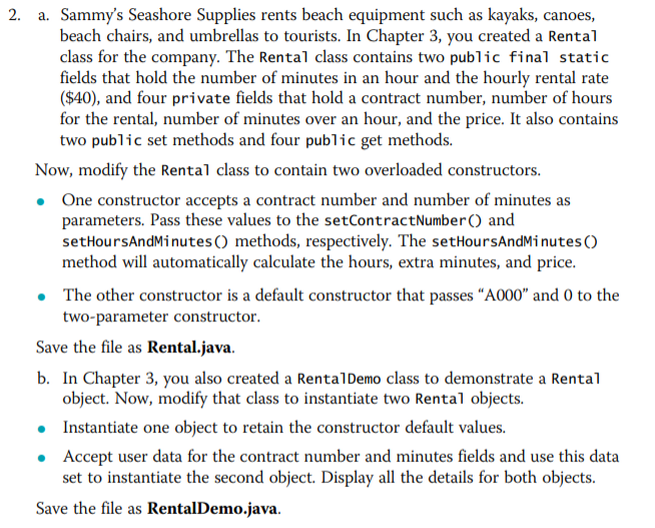 2. a. Sammy's Seashore Supplies rents beach equipment such as kayaks, canoes,
beach chairs, and umbrellas to tourists. In Chapter 3, you created a Rental
class for the company. The Rental class contains two public final static
fields that hold the number of minutes in an hour and the hourly rental rate
($40), and four private fields that hold a contract number, number of hours
for the rental, number of minutes over an hour, and the price. It also contains
two public set methods and four public get methods.
Now, modify the Rental class to contain two overloaded constructors.
• One constructor accepts a contract number and number of minutes as
parameters. Pass these values to the setContractNumber() and
setHoursAndMinutes() methods, respectively. The setHoursAndMinutes()
method will automatically calculate the hours, extra minutes, and price.
• The other constructor is a default constructor that passes “A000” and 0 to the
two-parameter constructor.
Save the file as Rental.java.
b. In Chapter 3, you also created a RentalDemo class to demonstrate a Rental
object. Now, modify that class to instantiate two Rental objects.
• Instantiate one object to retain the constructor default values.
• Accept user data for the contract number and minutes fields and use this data
set to instantiate the second object. Display all the details for both objects.
Save the file as RentalDemo.java.